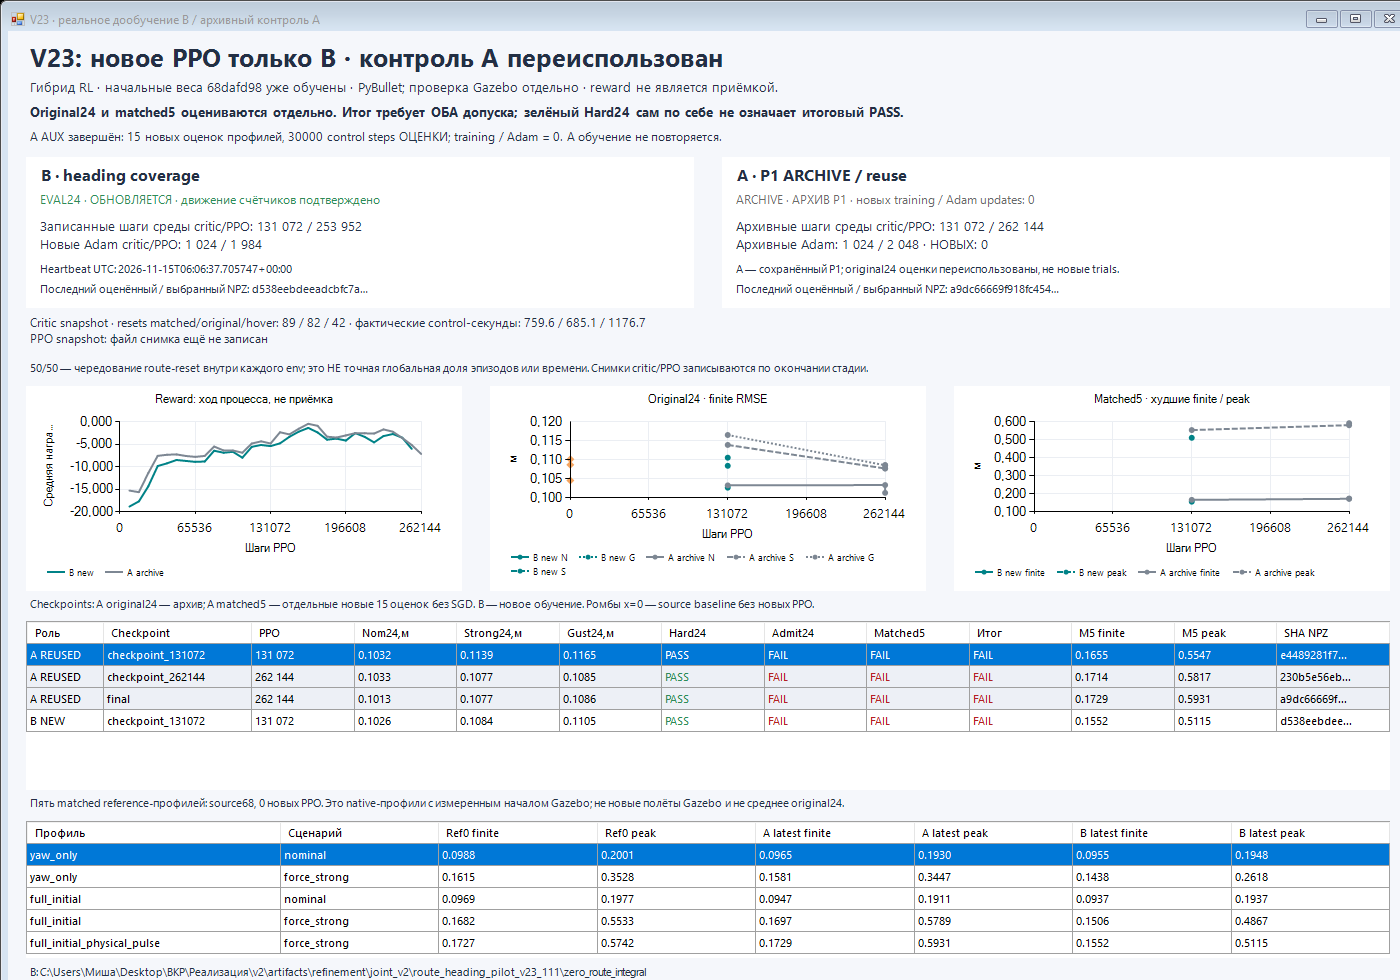 V23 · реальное дообучение B / архивный контроль A
V23: новое PPO только B · контроль A переиспользован
Гибрид RL · начальные веса 68dafd98 уже обучены · PyBullet; проверка Gazebo отдельно · reward не является приёмкой.
Original24 и matched5 оцениваются отдельно. Итог требует ОБА допуска; зелёный Hard24 сам по себе не означает итоговый PASS.
A AUX завершён: 15 новых оценок профилей, 30000 control steps ОЦЕНКИ; training / Adam = 0. A обучение не повторяется.
B · heading coverage
EVAL24 · ОБНОВЛЯЕТСЯ · движение счётчиков подтверждено
Записанные шаги среды critic/PPO: 131 072 / 253 952
Новые Adam critic/PPO: 1 024 / 1 984
Heartbeat UTC: 2026-11-15T06:06:37.705747+00:00
Последний оценённый / выбранный NPZ: d538eebdeeadcbfc7a...
A · P1 ARCHIVE / reuse
ARCHIVE · АРХИВ P1 · новых training / Adam updates: 0
Архивные шаги среды critic/PPO: 131 072 / 262 144
Архивные Adam: 1 024 / 2 048 · НОВЫХ: 0
A — сохранённый P1; original24 оценки переиспользованы, не новые trials.
Последний оценённый / выбранный NPZ: a9dc66669f918fc454...
Critic snapshot · resets matched/original/hover: 89 / 82 / 42 · фактические control-секунды: 759.6 / 685.1 / 1176.7
PPO snapshot: файл снимка ещё не записан
50/50 — чередование route-reset внутри каждого env; это НЕ точная глобальная доля эпизодов или времени. Снимки critic/PPO записываются по окончании стадии.
Reward: ход процесса, не приёмка
Средняя награ...
0,000
-5,000
-10,000
-15,000
-20,000
0 65536 131072 196608 262144
Шаги PPO
B new A archive
Original24 · finite RMSE
м
0,120
0,115
0,110
0,105
0,100
0 65536 131072 196608 262144
Шаги PPO
B new N B new G A archive N A archive S A archive G
B new S
Matched5 · худшие finite / peak
м
0,600
0,500
0,400
0,300
0,200
0,100
0 65536 131072 196608 262144
Шаги PPO
B new finite B new peak A archive finite A archive peak
Checkpoints: A original24 — архив; A matched5 — отдельные новые 15 оценок без SGD. B — новое обучение. Ромбы x=0 — source baseline без новых PPO.
Роль Checkpoint PPO Nom24,м Strong24,м Gust24,м Hard24 Admit24 Matched5 Итог M5 finite M5 peak SHA NPZ
A REUSED checkpoint_131072 131 072 0.1032 0.1139 0.1165 PASS FAIL FAIL FAIL 0.1655 0.5547 e4489281f7...
A REUSED checkpoint_262144 262 144 0.1033 0.1077 0.1085 PASS FAIL FAIL FAIL 0.1714 0.5817 230b5e56eb...
A REUSED final 262 144 0.1013 0.1077 0.1086 PASS FAIL FAIL FAIL 0.1729 0.5931 a9dc66669f...
B NEW checkpoint_131072 131 072 0.1026 0.1084 0.1105 PASS FAIL FAIL FAIL 0.1552 0.5115 d538eebdee...
Пять matched reference-профилей: source68, 0 новых PPO. Это native-профили с измеренным началом Gazebo; не новые полёты Gazebo и не среднее original24.
Профиль Сценарий Ref0 finite Ref0 peak A latest finite A latest peak B latest finite B latest peak
yaw_only nominal 0.0988 0.2001 0.0965 0.1930 0.0955 0.1948
yaw_only force_strong 0.1615 0.3528 0.1581 0.3447 0.1438 0.2618
full_initial nominal 0.0969 0.1977 0.0947 0.1911 0.0937 0.1937
full_initial force_strong 0.1682 0.5533 0.1697 0.5789 0.1506 0.4867
full_initial_physical_pulse force_strong 0.1727 0.5742 0.1729 0.5931 0.1552 0.5115
B: C:\Users\Миша\Desktop\ВКР\Реализация\v2\artifacts\refinement\joint_v2\route_heading_pilot_v23_111\zero_route_integral